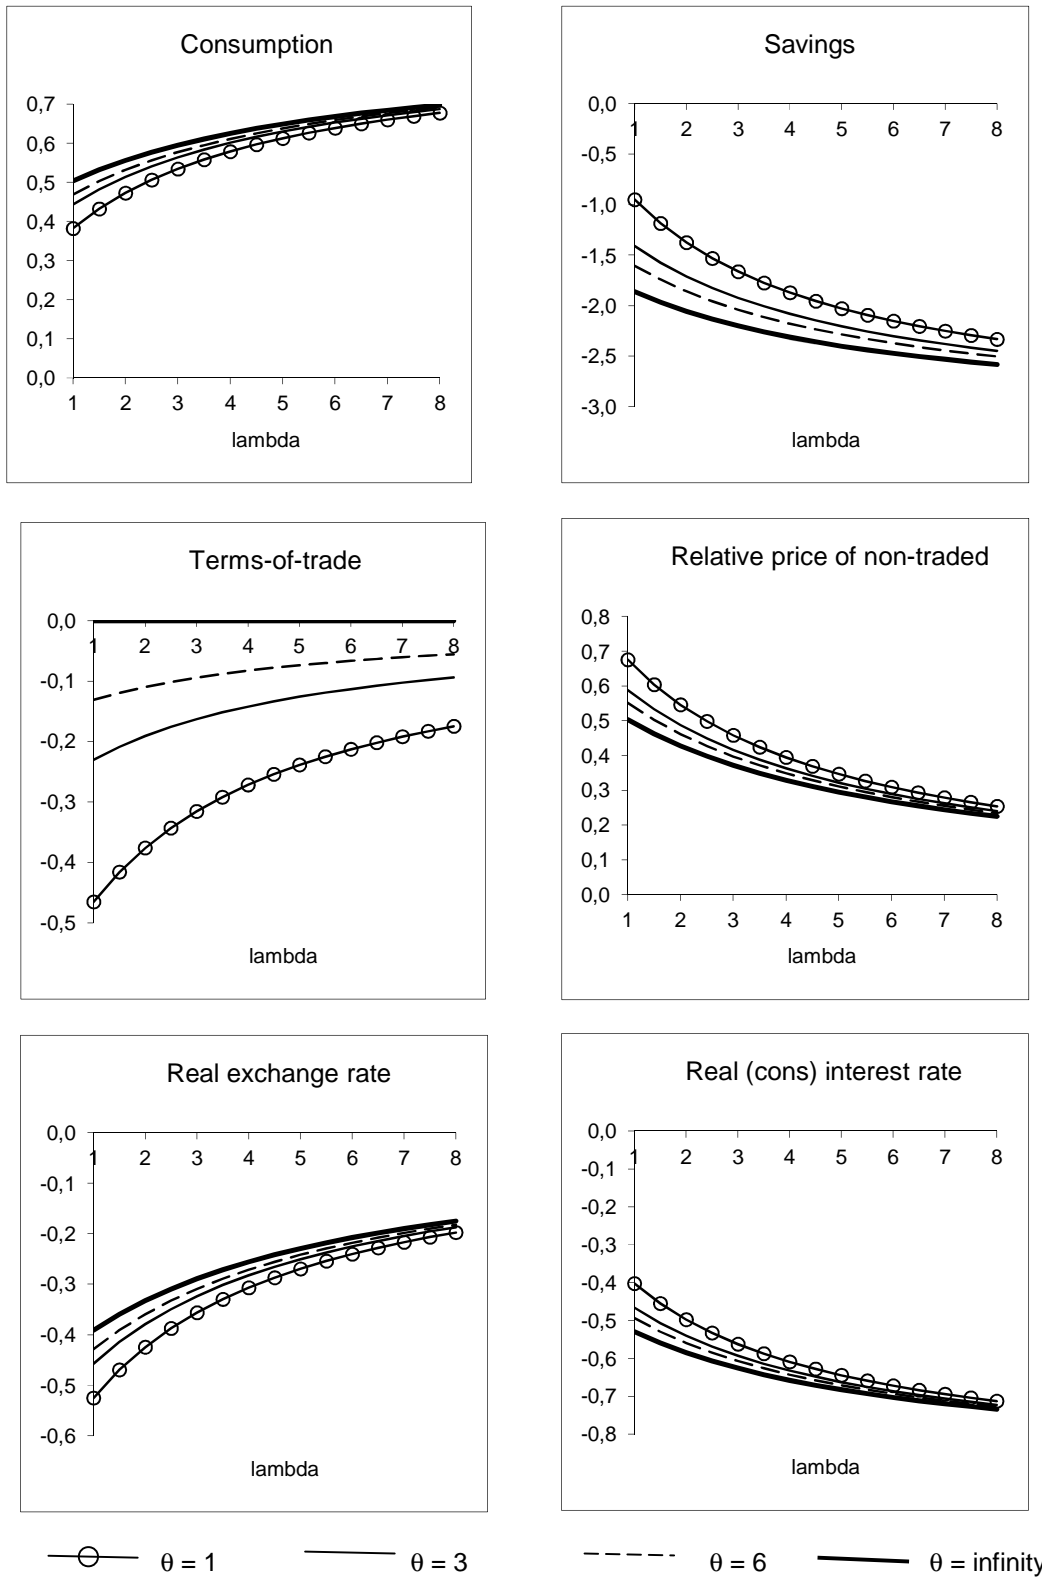 Consumption
0,7
0,6
0,5
0,4
0,3
0,2
0,1
0,0
1 2 3 4 5 6 7 8
lambda
Savings
0,0
1 2 3 4 5 6 7 8
-0,5
-1,0
-1,5
-2,0
-2,5
-3,0
lambda
Terms-of-trade
0,0
1 2 3 4 5 6 7 8
-0,1
-0,2
-0,3
-0,4
-0,5
lambda
Relative price of non-traded
0,8
0,7
0,6
0,5
0,4
0,3
0,2
0,1
0,0
1 2 3 4 5 6 7 8
lambda
Real exchange rate
0,0
1 2 3 4 5 6 7 8
-0,1
-0,2
-0,3
-0,4
-0,5
-0,6
lambda
Real (cons) interest rate
0,0
1 2 3 4 5 6 7 8
-0,1
-0,2
-0,3
-0,4
-0,5
-0,6
-0,7
-0,8
lambda
θ = 1 θ = 3 θ = 6 θ = infinity